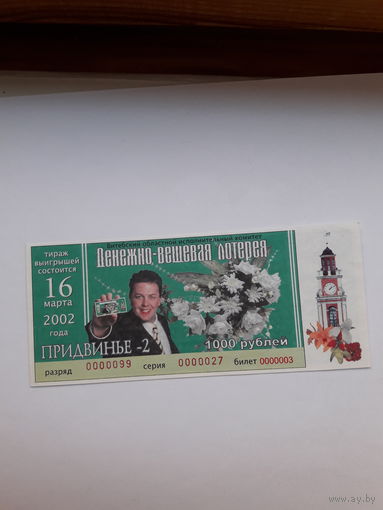 Витебский областной исполнительный комитет
Денежно-вещевая лотерея
тираж
выигрышей
состоится
16
марта
2002
года
ПРИДВИНЬЕ -2
1000 рублей
разряд 0000099 серия 0000027 билет 0000003
www.ay.by